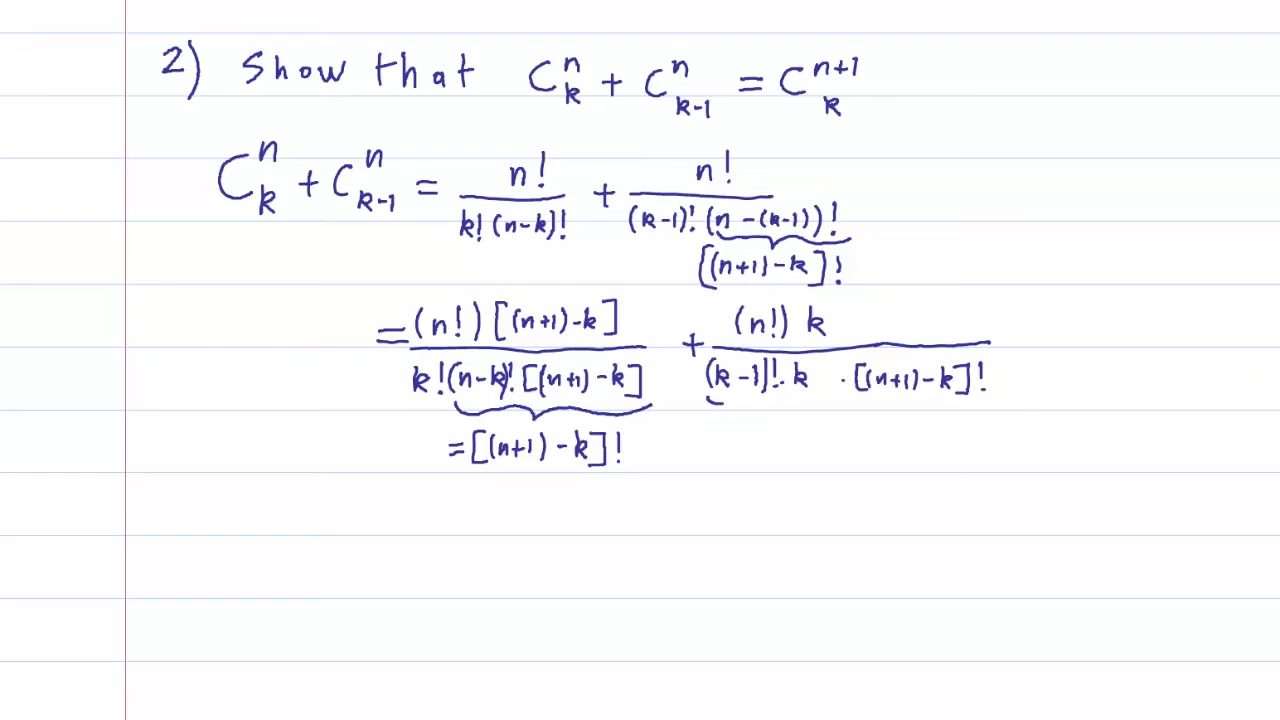 2) Show that C^n_k + C^n_{k-1} = C^{n+1}_k
C^n_k + C^n_{k-1} = n!/(k!(n-k)!) + n!/((k-1)!(n-(k-1))!)
[(n+1)-k]!
= (n!)[(n+1)-k]/(k!(n-k)![(n+1)-k]) + (n!)k/((k-1)!·k · [(n+1)-k]!)
= [(n+1)-k]!